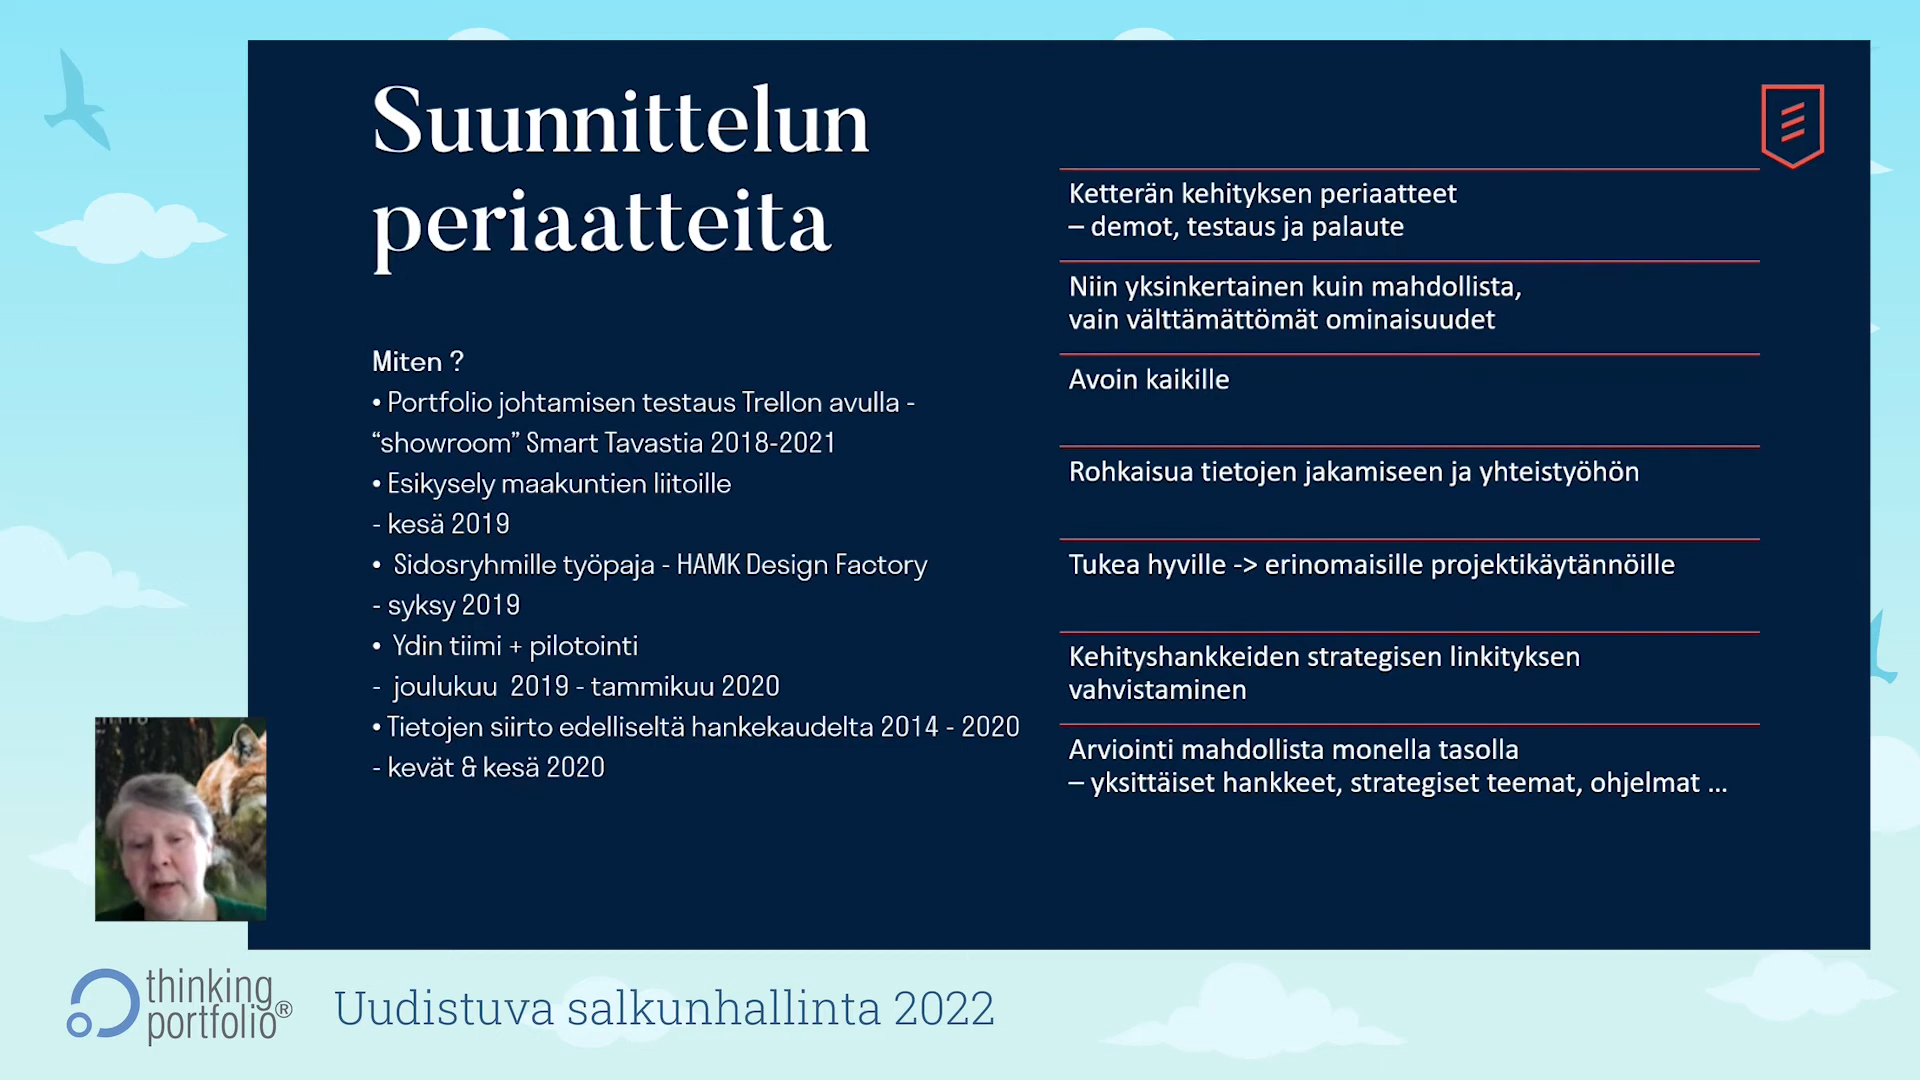 Suunnittelun
periaatteita
Miten ?
• Portfolio johtamisen testaus Trellon avulla -
“showroom” Smart Tavastia 2018-2021
• Esikysely maakuntien liitoille
- kesä 2019
• Sidosryhmille työpaja - HAMK Design Factory
- syksy 2019
• Ydin tiimi + pilotointi
- joulukuu 2019 - tammikuu 2020
• Tietojen siirto edelliseltä hankekaudelta 2014 - 2020
- kevät & kesä 2020
Ketterän kehityksen periaatteet
– demot, testaus ja palaute
Niin yksinkertainen kuin mahdollista,
vain välttämättömät ominaisuudet
Avoin kaikille
Rohkaisua tietojen jakamiseen ja yhteistyöhön
Tukea hyville -> erinomaisille projektikäytännöille
Kehityshankkeiden strategisen linkityksen
vahvistaminen
Arviointi mahdollista monella tasolla
– yksittäiset hankkeet, strategiset teemat, ohjelmat ...
thinking
portfolio®
Uudistuva salkunhallinta 2022